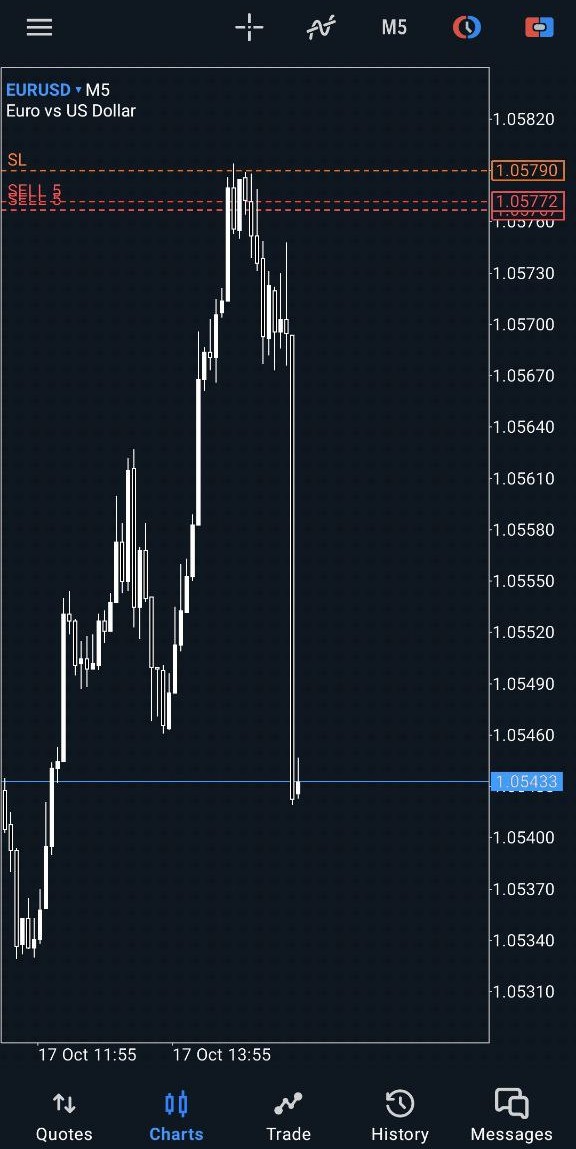 M5
EURUSD ▾ M5
Euro vs US Dollar
1.05820
SL
1.05790
SELL 5
SELL 5
1.05772
1.05760
1.05730
1.05700
1.05670
1.05640
1.05610
1.05580
1.05550
1.05520
1.05490
1.05460
1.05433
1.05400
1.05370
1.05340
1.05310
17 Oct 11:55
17 Oct 13:55
Quotes
Charts
Trade
History
Messages